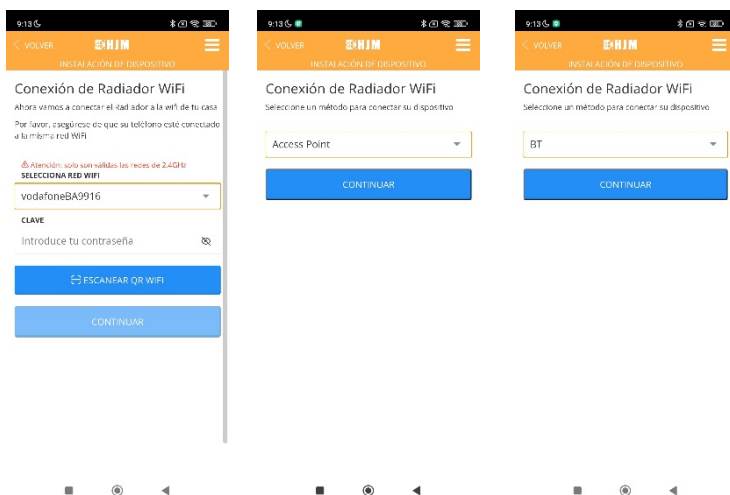 9:13
VOLVER
HJM
INSTALACIÓN DE DISPOSITIVO
Conexión de Radiador WiFi
Ahora vamos a conectar el Radiador a la wifi de tu casa
Por favor, asegúrese de que su teléfono esté conectado
a la misma red WiFi
Atención: solo son válidas las redes de 2.4GHz
SELECCIONA RED WIFI
vodafoneBA9916
CLAVE
Introduce tu contraseña
ESCANEAR QR WIFI
CONTINUAR
9:13
VOLVER
HJM
INSTALACIÓN DE DISPOSITIVO
Conexión de Radiador WiFi
Seleccione un método para conectar su dispositivo
Access Point
CONTINUAR
9:13
VOLVER
HJM
INSTALACIÓN DE DISPOSITIVO
Conexión de Radiador WiFi
Seleccione un método para conectar su dispositivo
BT
CONTINUAR